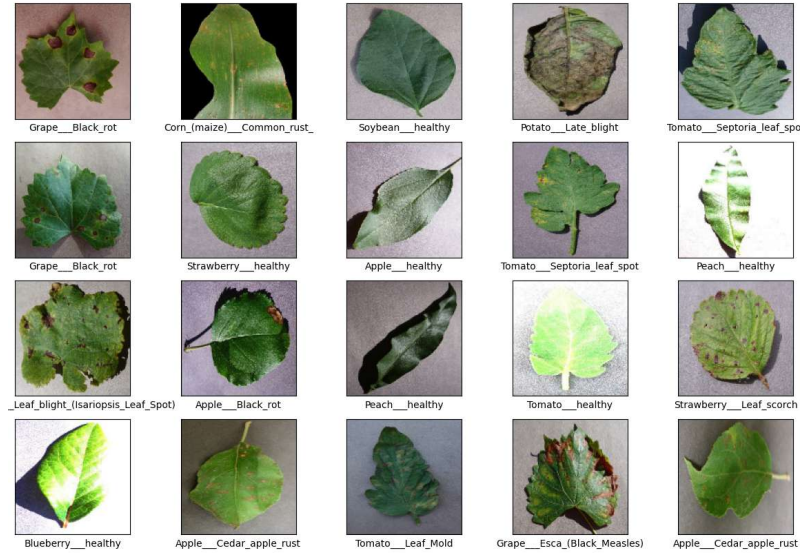 Grape___Black_rot
Corn_(maize)___Common_rust_
Soybean___healthy
Potato___Late_blight
Tomato___Septoria_leaf_spo
Grape___Black_rot
Strawberry___healthy
Apple___healthy
Tomato___Septoria_leaf_spot
Peach___healthy
_Leaf_blight_(Isariopsis_Leaf_Spot)
Apple___Black_rot
Peach___healthy
Tomato___healthy
Strawberry___Leaf_scorch
Blueberry___healthy
Apple___Cedar_apple_rust
Tomato___Leaf_Mold
Grape___Esca_(Black_Measles)
Apple___Cedar_apple_rust